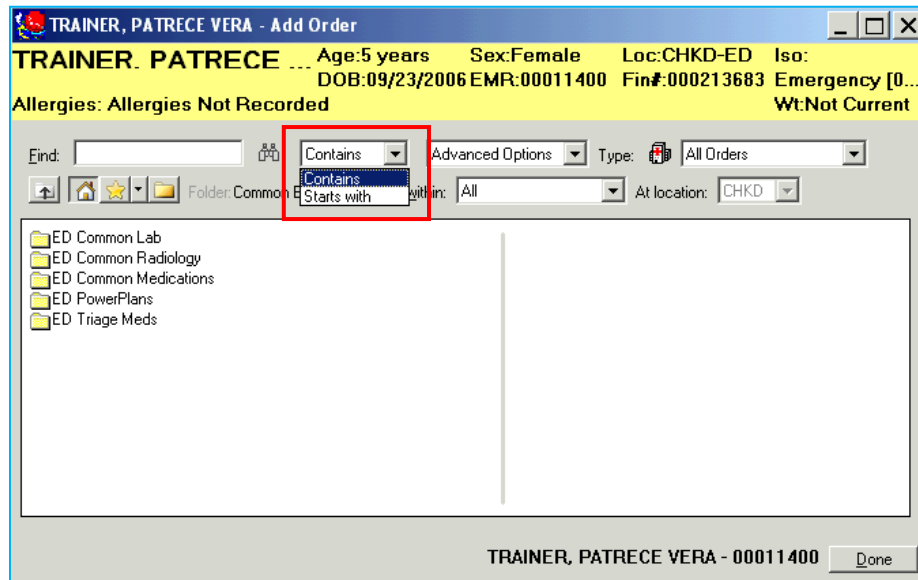 TRAINER, PATRECE VERA - Add Order
TRAINER. PATRECE ... Age:5 years Sex:Female Loc:CHKD-ED Iso:
DOB:09/23/2006 EMR:00011400 Fin#:000213683 Emergency [0...
Allergies: Allergies Not Recorded Wt:Not Current
Find: Contains Advanced Options Type: All Orders
Contains
Starts with
Folder: Common within: All At location: CHKD
ED Common Lab
ED Common Radiology
ED Common Medications
ED PowerPlans
ED Triage Meds
TRAINER, PATRECE VERA - 00011400 Done